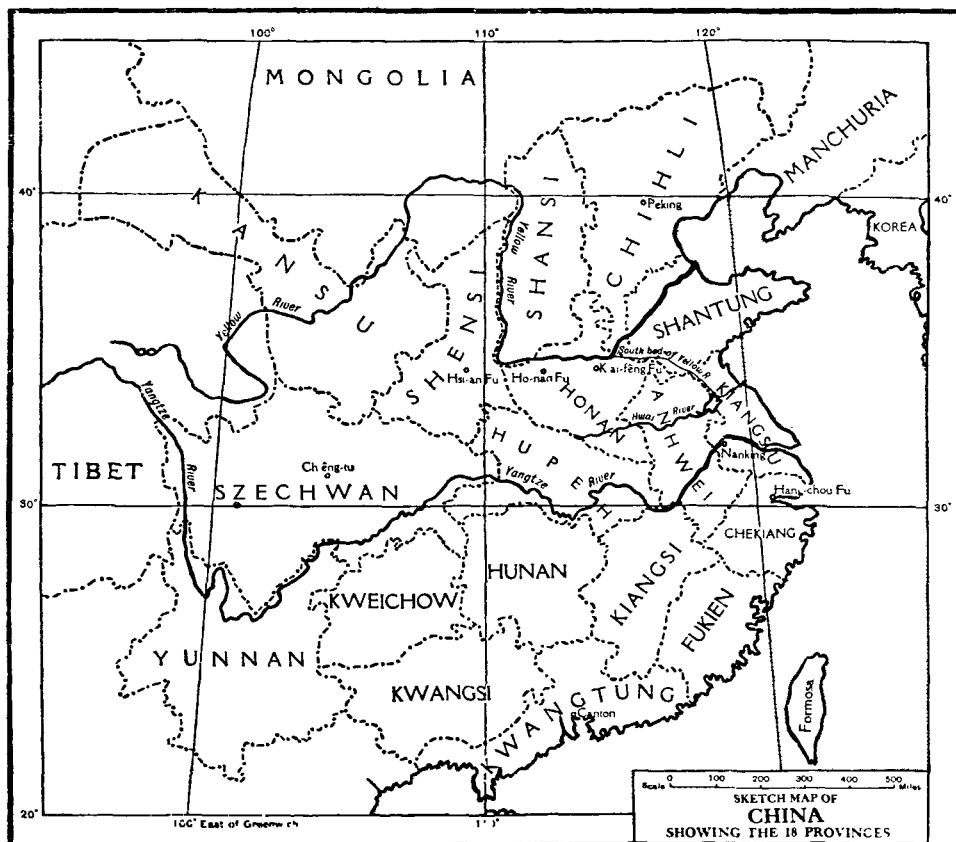 100°
110°
120°
MONGOLIA
MANCHURIA
40°
40°
KANSU
SHENSI
SHANSI
CHIHLI
Peking
KOREA
Yellow
River
Yellow
River
SHANTUNG
South bed of Yellow R
Hsi-an Fu
Ho-nan Fu
Kai-fêng Fu
HONAN
ANHWEI
KIANGSU
Hwai River
Yangtze
River
HUPEH
Nanking
TIBET
Chêng-tu
SZECHWAN
Yangtze
River
Hang-chou Fu
30°
30°
CHEKIANG
HUNAN
KIANGSI
KWEICHOW
FUKIEN
YUNNAN
KWANGSI
KWANGTUNG
Canton
Formosa
Scale 0 100 200 300 400 500 Miles
20°
100° East of Greenwich
110°
SKETCH MAP OF
CHINA
SHOWING THE 18 PROVINCES